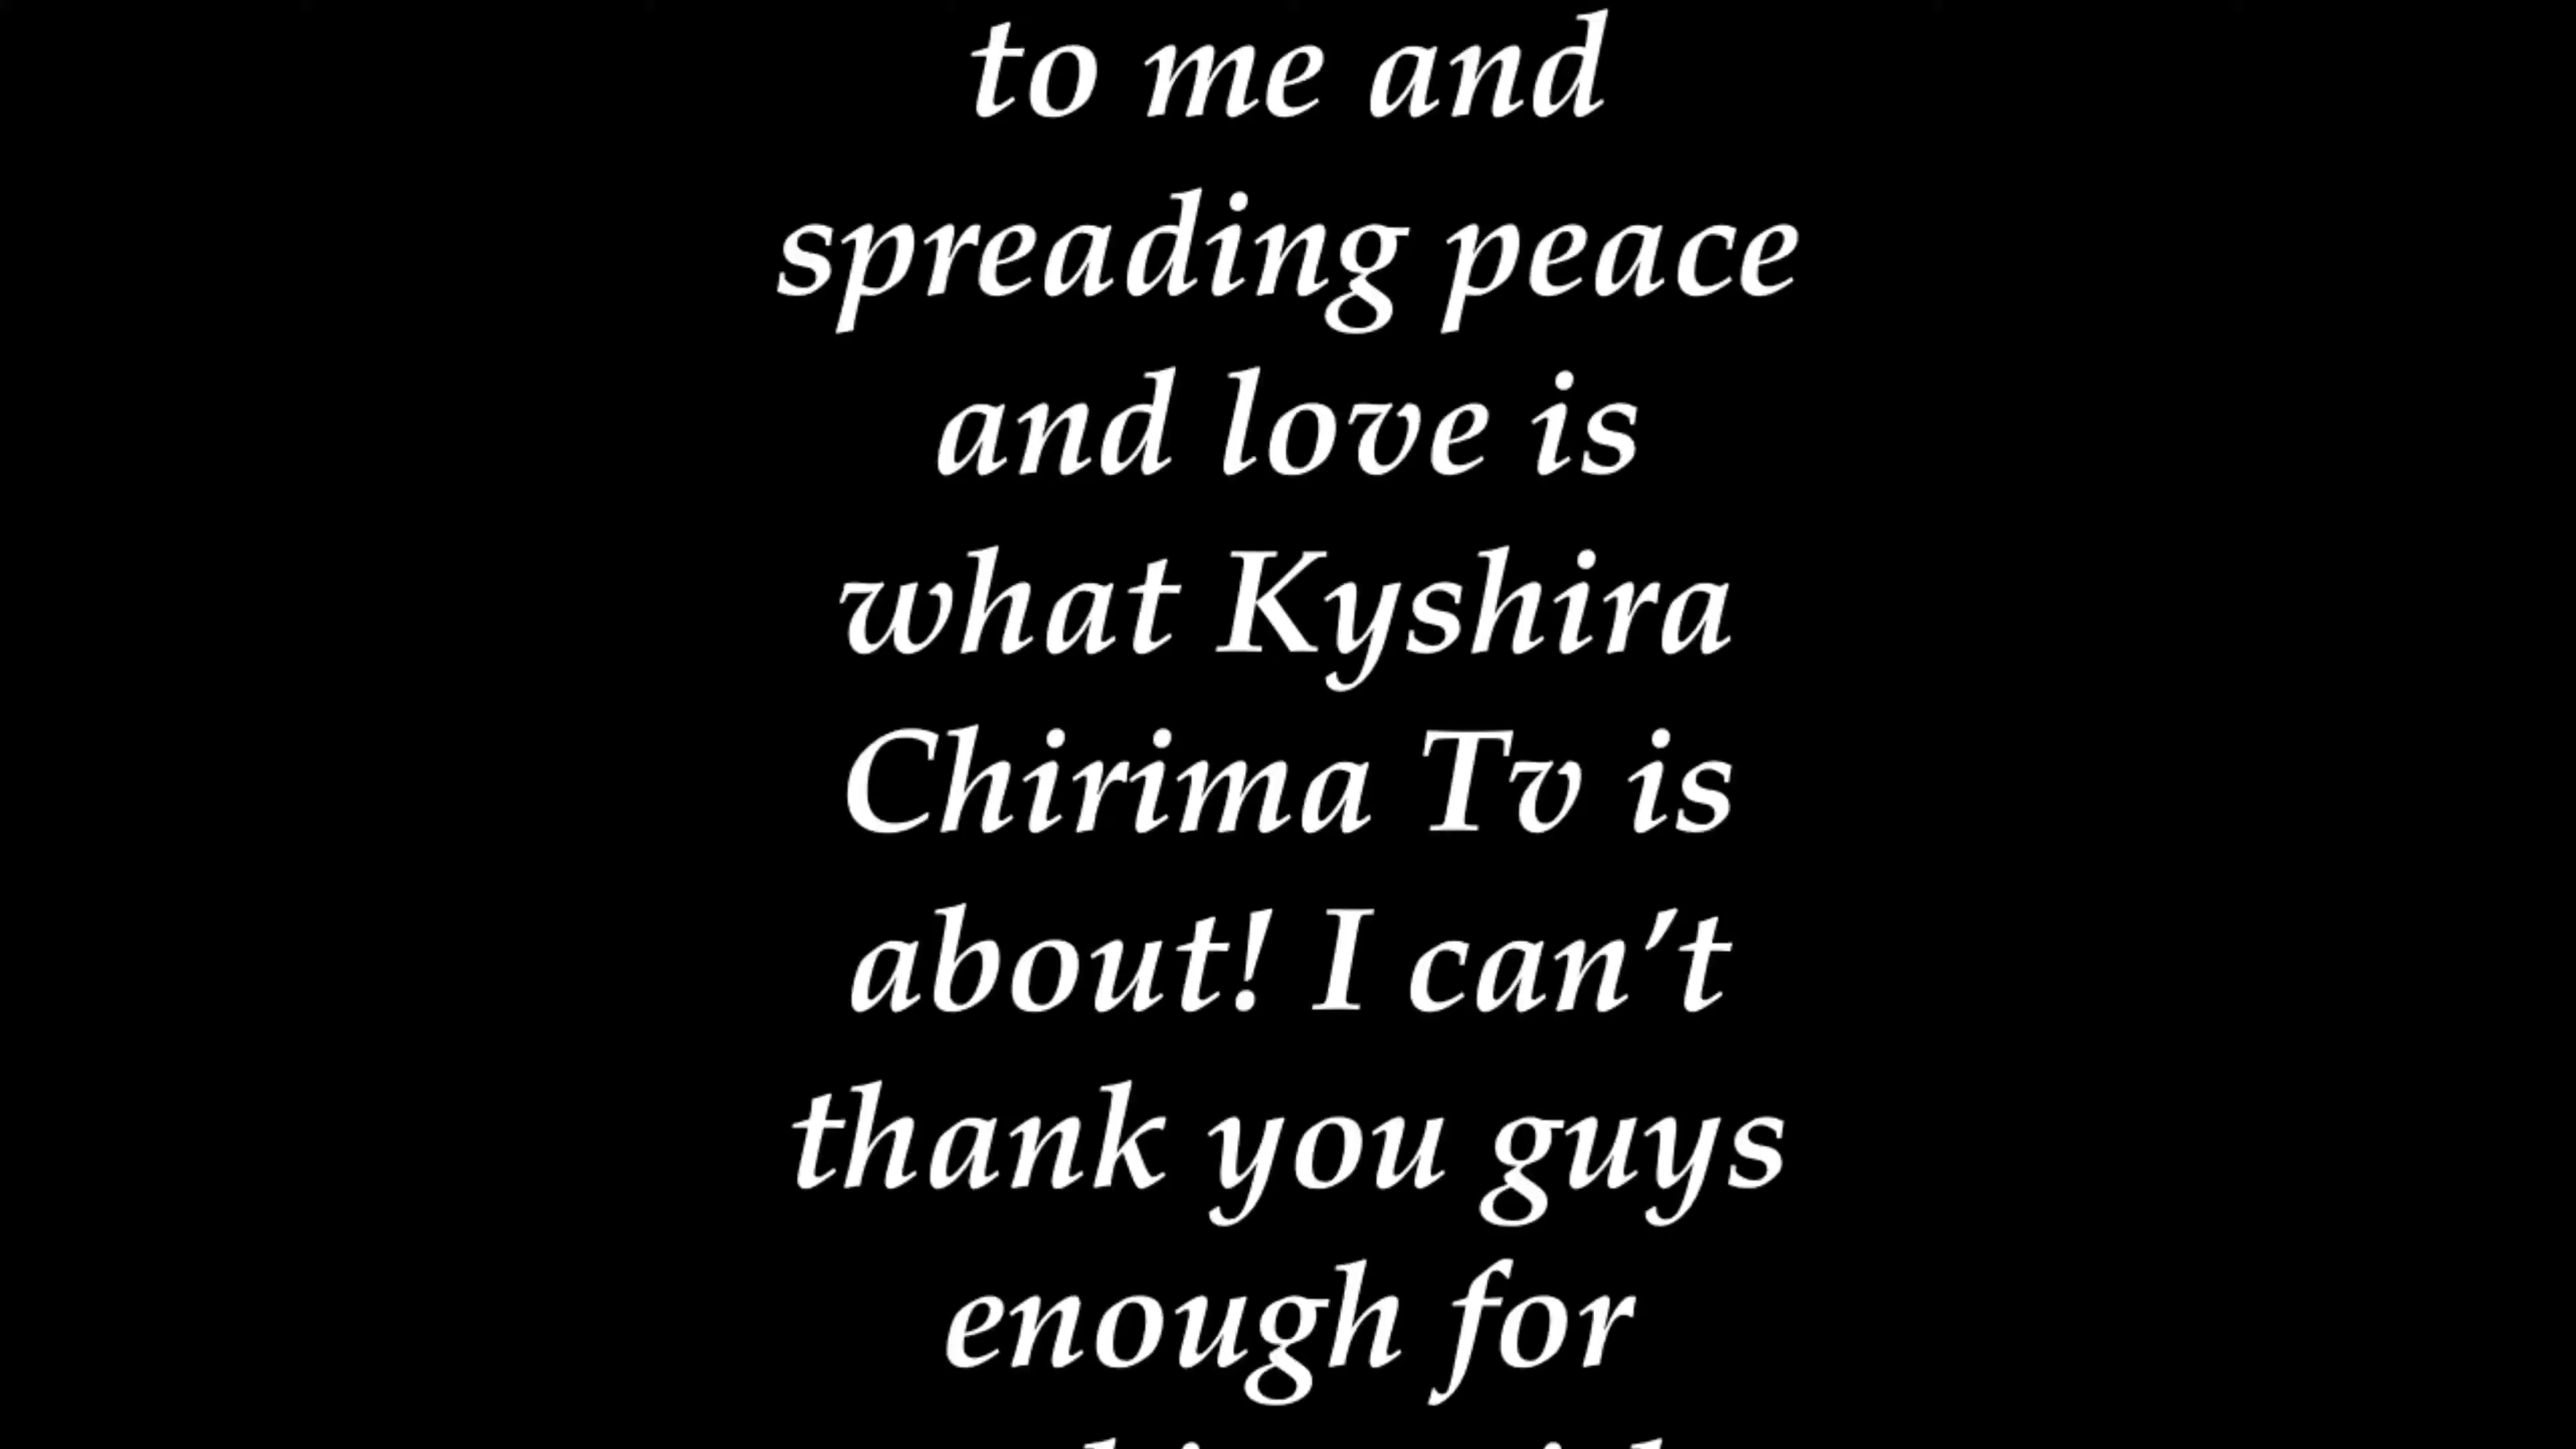 to me and
spreading peace
and love is
what Kyshira
Chirima Tv is
about! I can’t
thank you guys
enough for